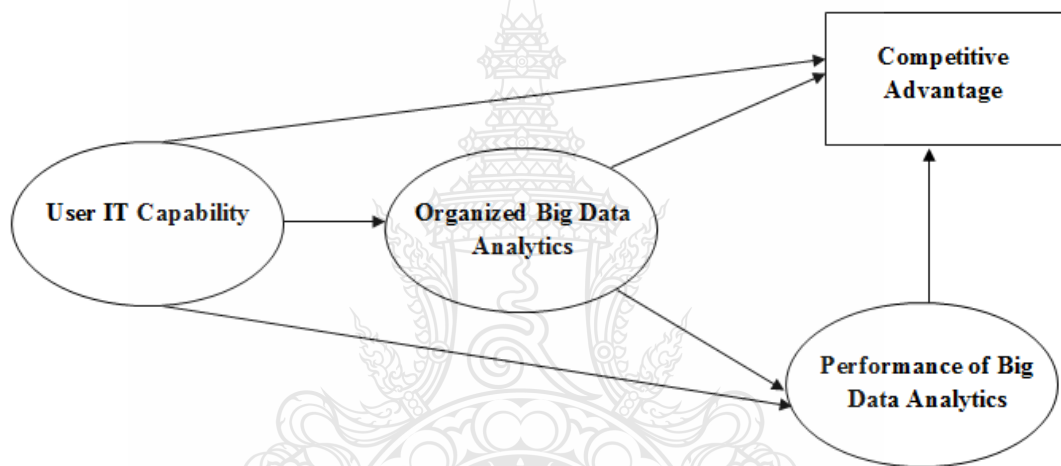 Competitive
Advantage
User IT Capability
Organized Big Data
Analytics
Performance of Big
Data Analytics